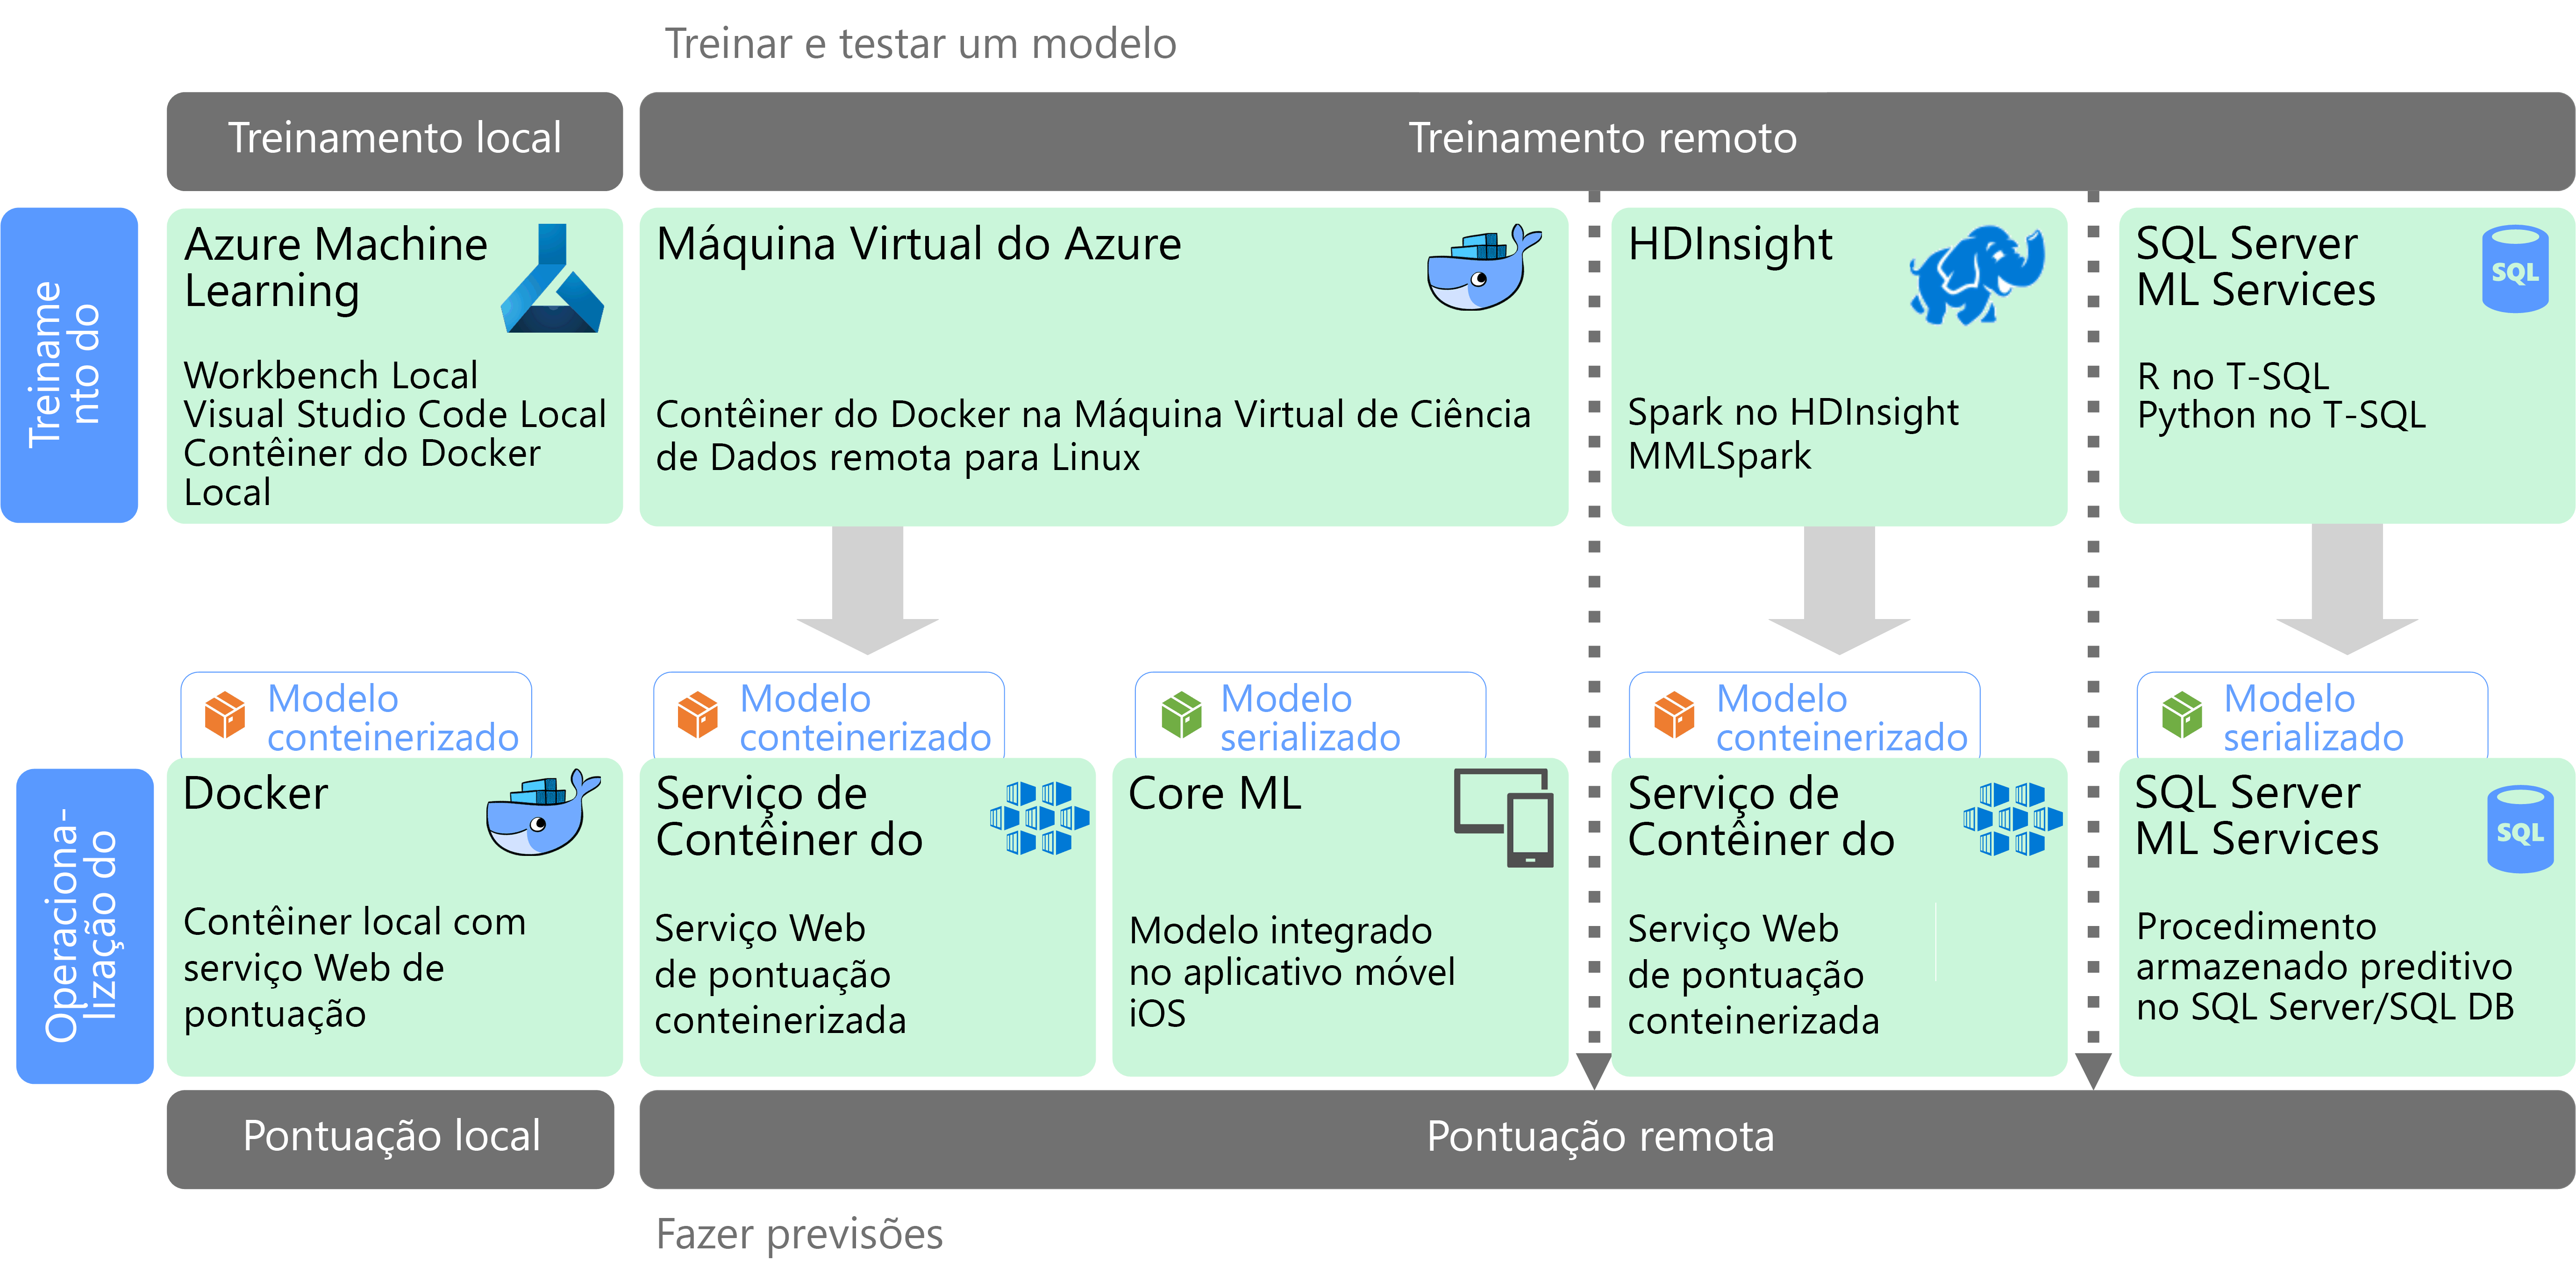 Treinar e testar um modelo
Treinamento local
Treinamento remoto
Treiname
nto do
Azure Machine
Learning
Workbench Local
Visual Studio Code Local
Contêiner do Docker
Local
Máquina Virtual do Azure
Contêiner do Docker na Máquina Virtual de Ciência
de Dados remota para Linux
HDInsight
Spark no HDInsight
MMLSpark
SQL Server
ML Services
SQL
R no T-SQL
Python no T-SQL
Operaciona-
lização do
Modelo
conteinerizado
Docker
Contêiner local com
serviço Web de
pontuação
Modelo
conteinerizado
Serviço de
Contêiner do
Serviço Web
de pontuação
conteinerizada
Modelo
serializado
Core ML
Modelo integrado
no aplicativo móvel
iOS
Modelo
conteinerizado
Serviço de
Contêiner do
Serviço Web
de pontuação
conteinerizada
Modelo
serializado
SQL Server
ML Services
SQL
Procedimento
armazenado preditivo
no SQL Server/SQL DB
Pontuação local
Pontuação remota
Fazer previsões